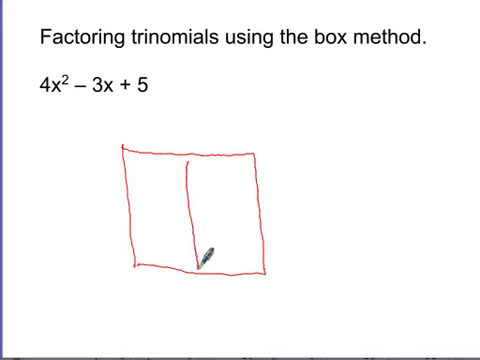 Factoring trinomials using the box method.
4x² – 3x + 5